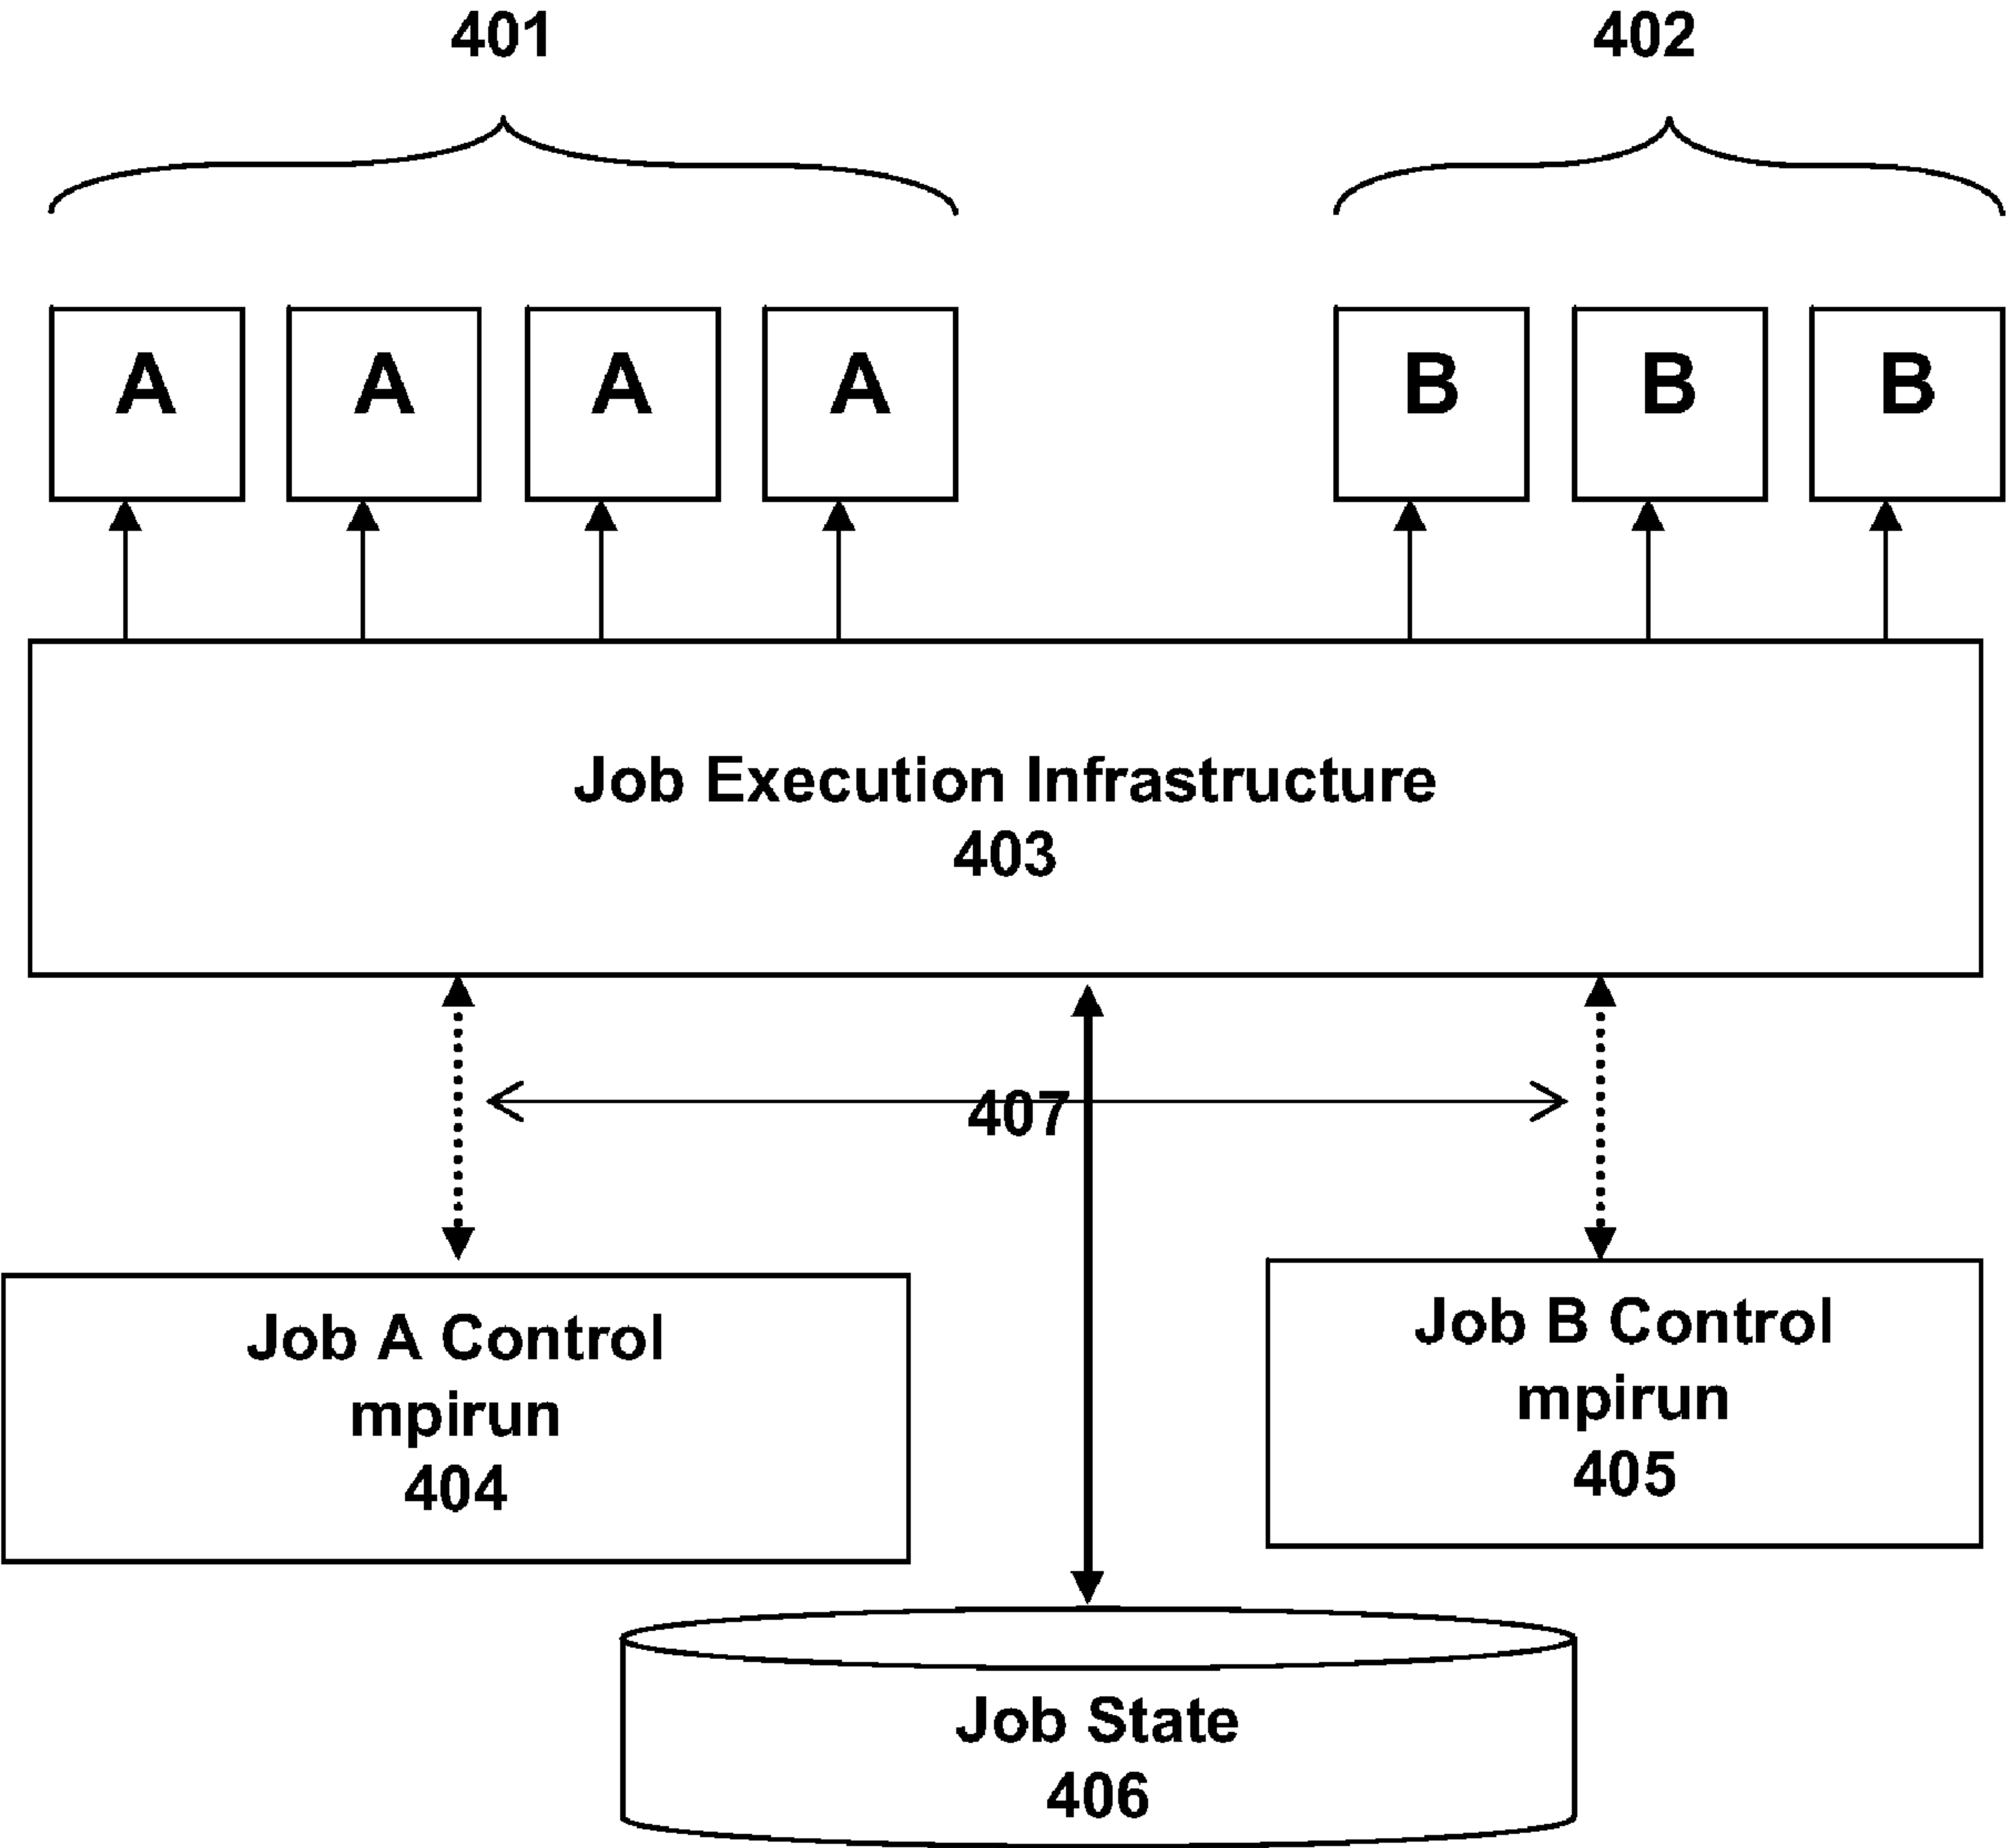 401
402
A A A A B B B
Job Execution Infrastructure
403
407
Job A Control
mpirun
404
Job B Control
mpirun
405
Job State
406